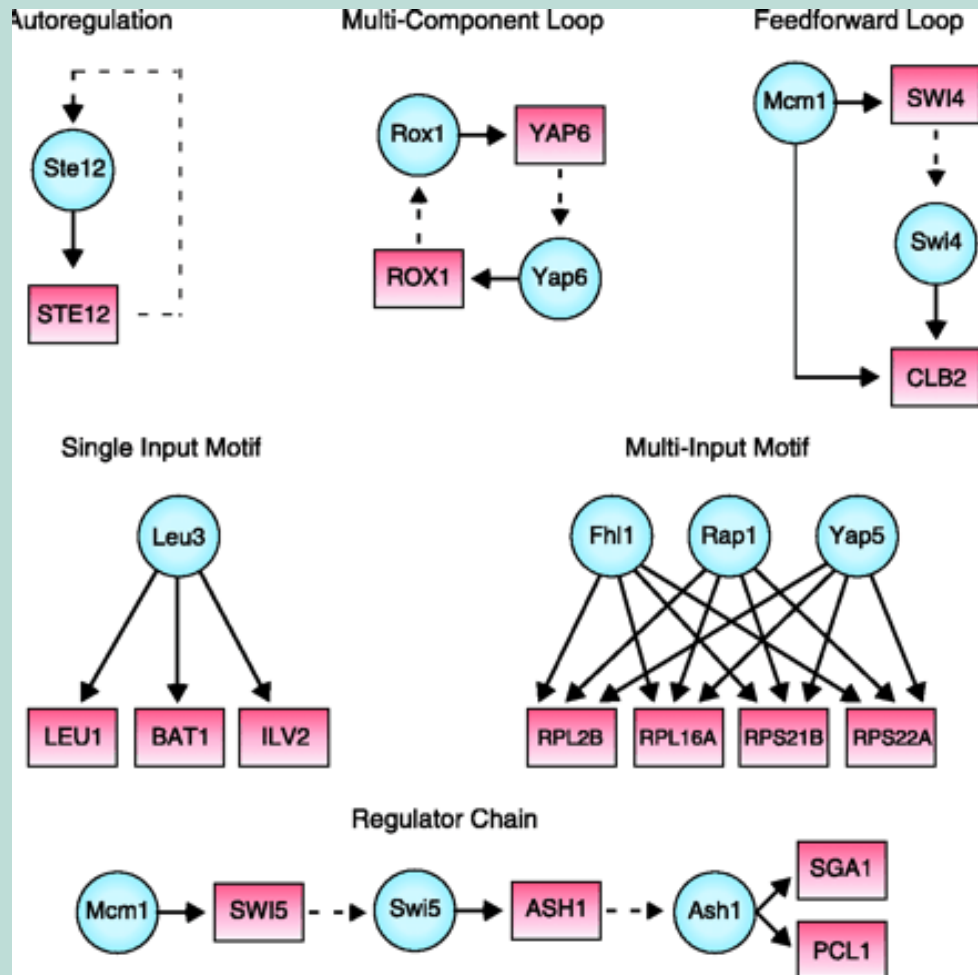 Autoregulation
Multi-Component Loop
Feedforward Loop
Ste12
STE12
Rox1
YAP6
ROX1
Yap6
Mcm1
SWI4
Swi4
CLB2
Single Input Motif
Multi-Input Motif
Leu3
LEU1
BAT1
ILV2
Fhl1
Rap1
Yap5
RPL2B
RPL16A
RPS21B
RPS22A
Regulator Chain
Mcm1
SWI5
Swi5
ASH1
Ash1
SGA1
PCL1